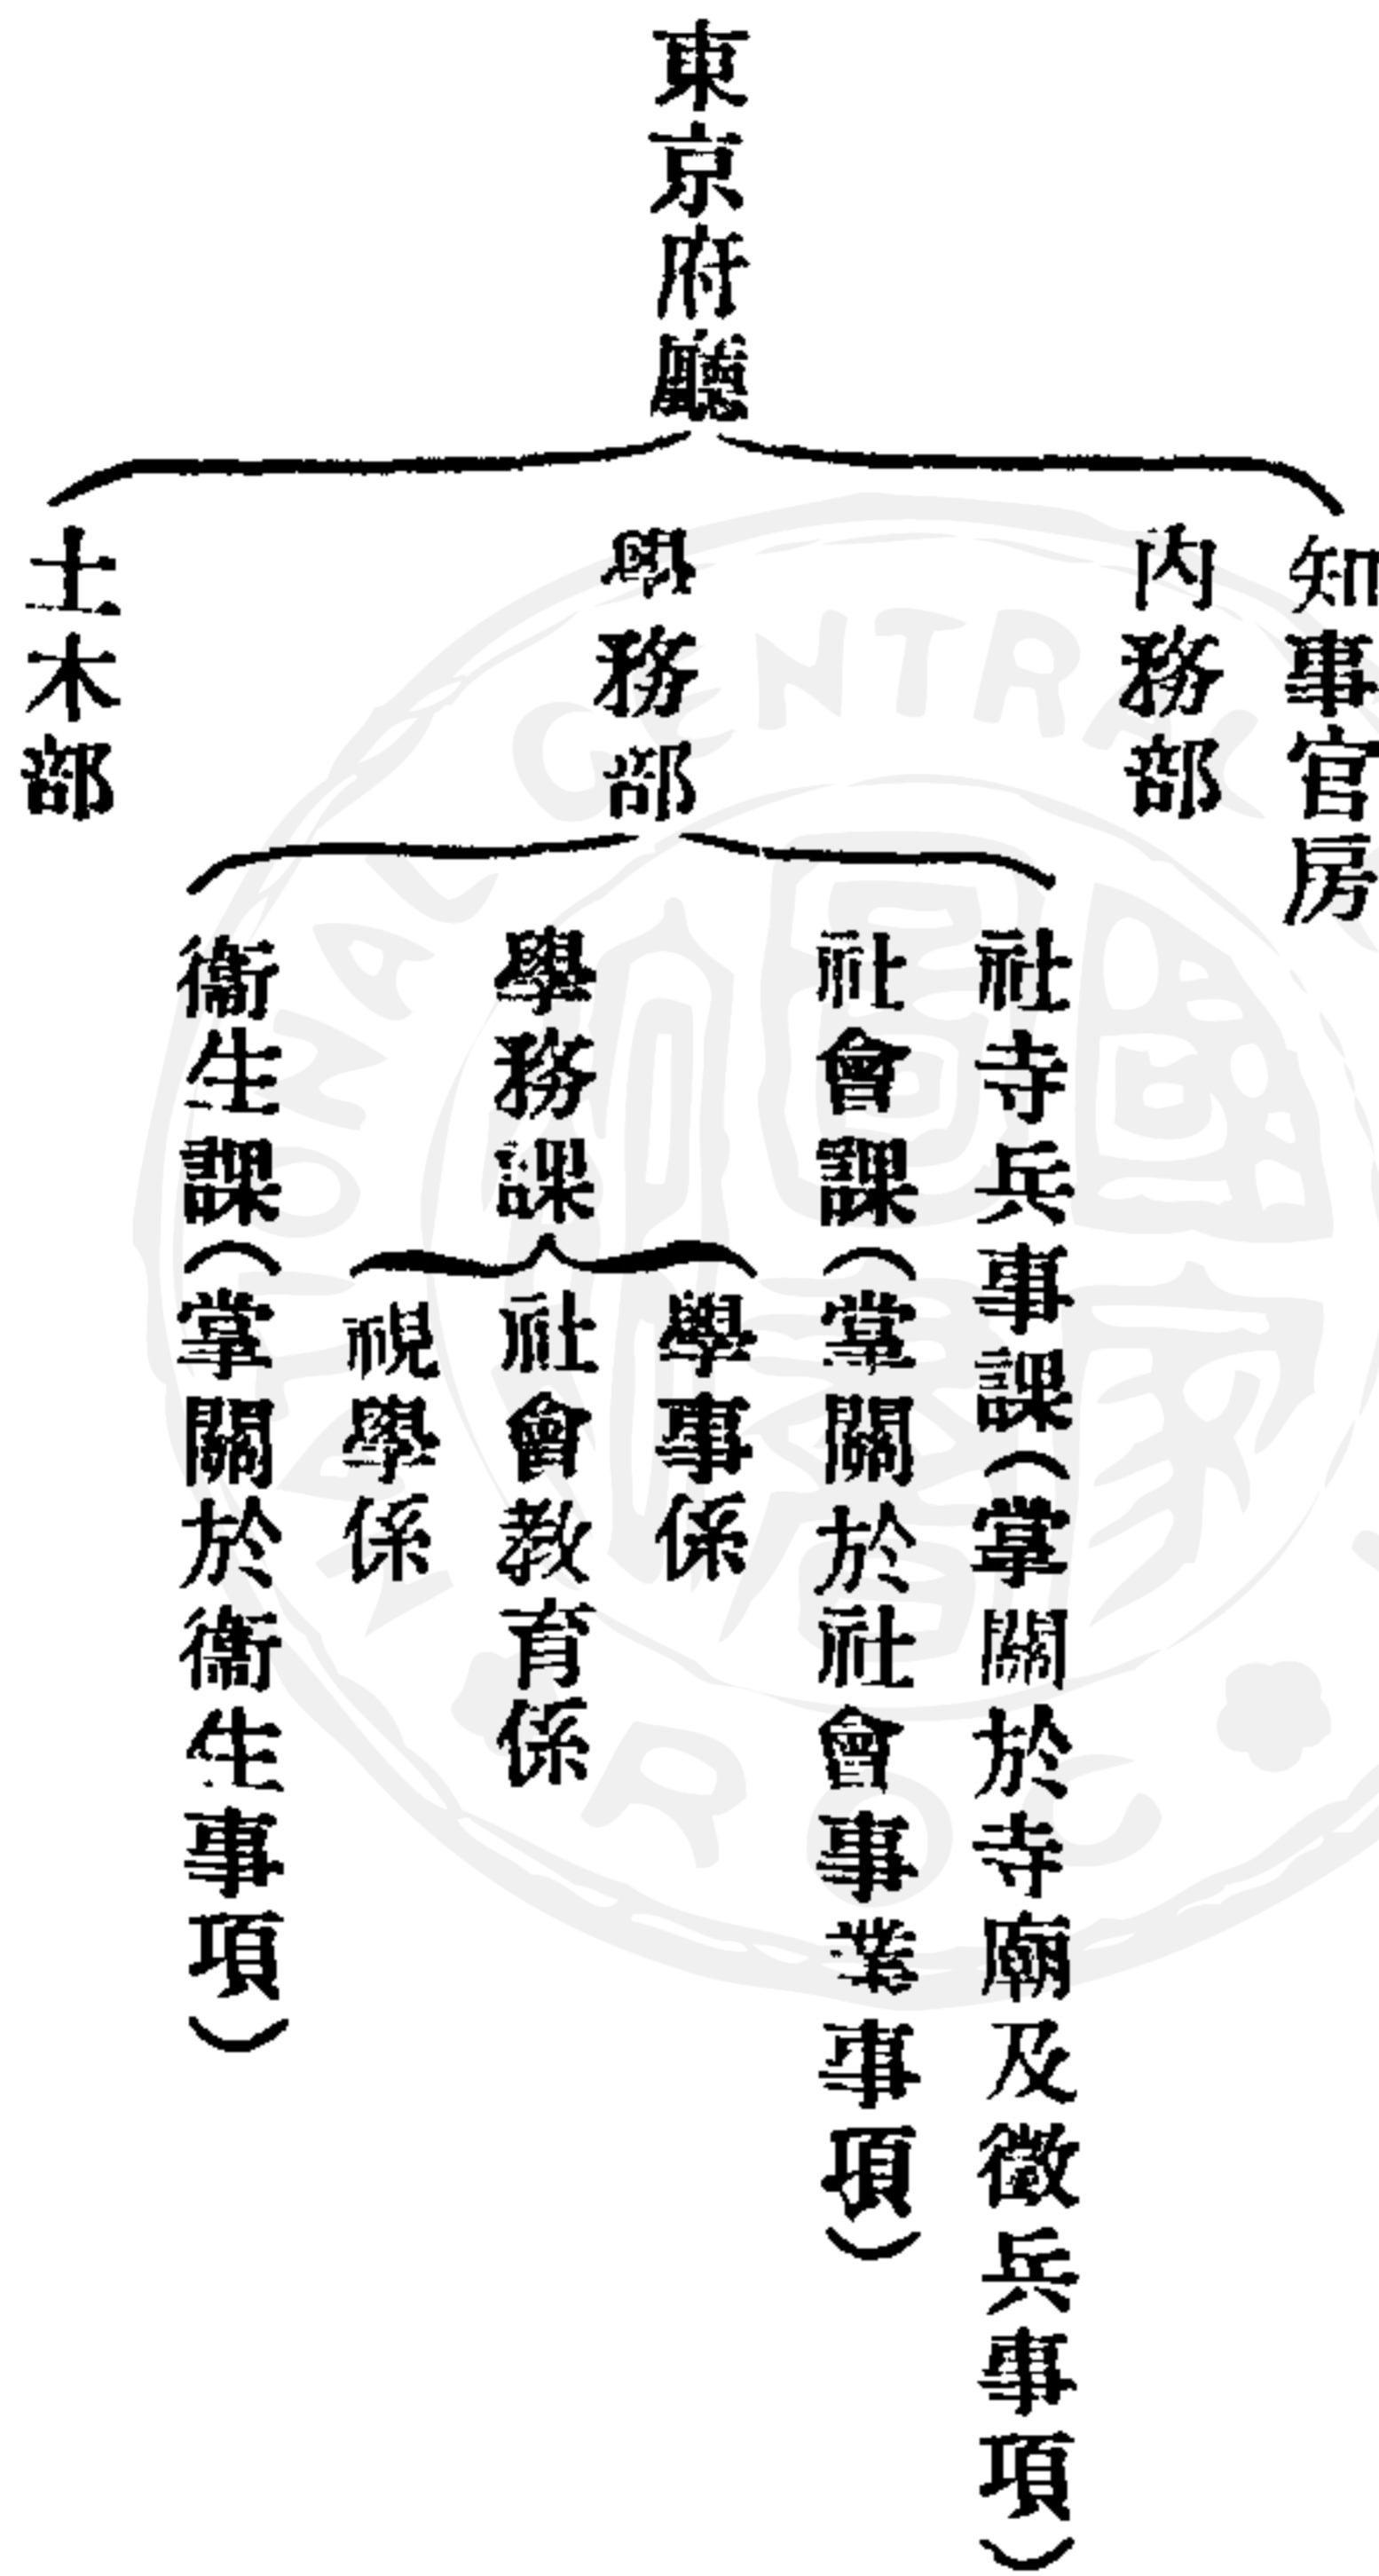 東京府廳
知事官房
內務部
學務部
社寺兵事課（掌關於寺廟及徵兵事項）
社會課（掌關於社會事業事項）
學務課
學事係
社會教育係
視學係
衞生課（掌關於衞生事項）
土木部